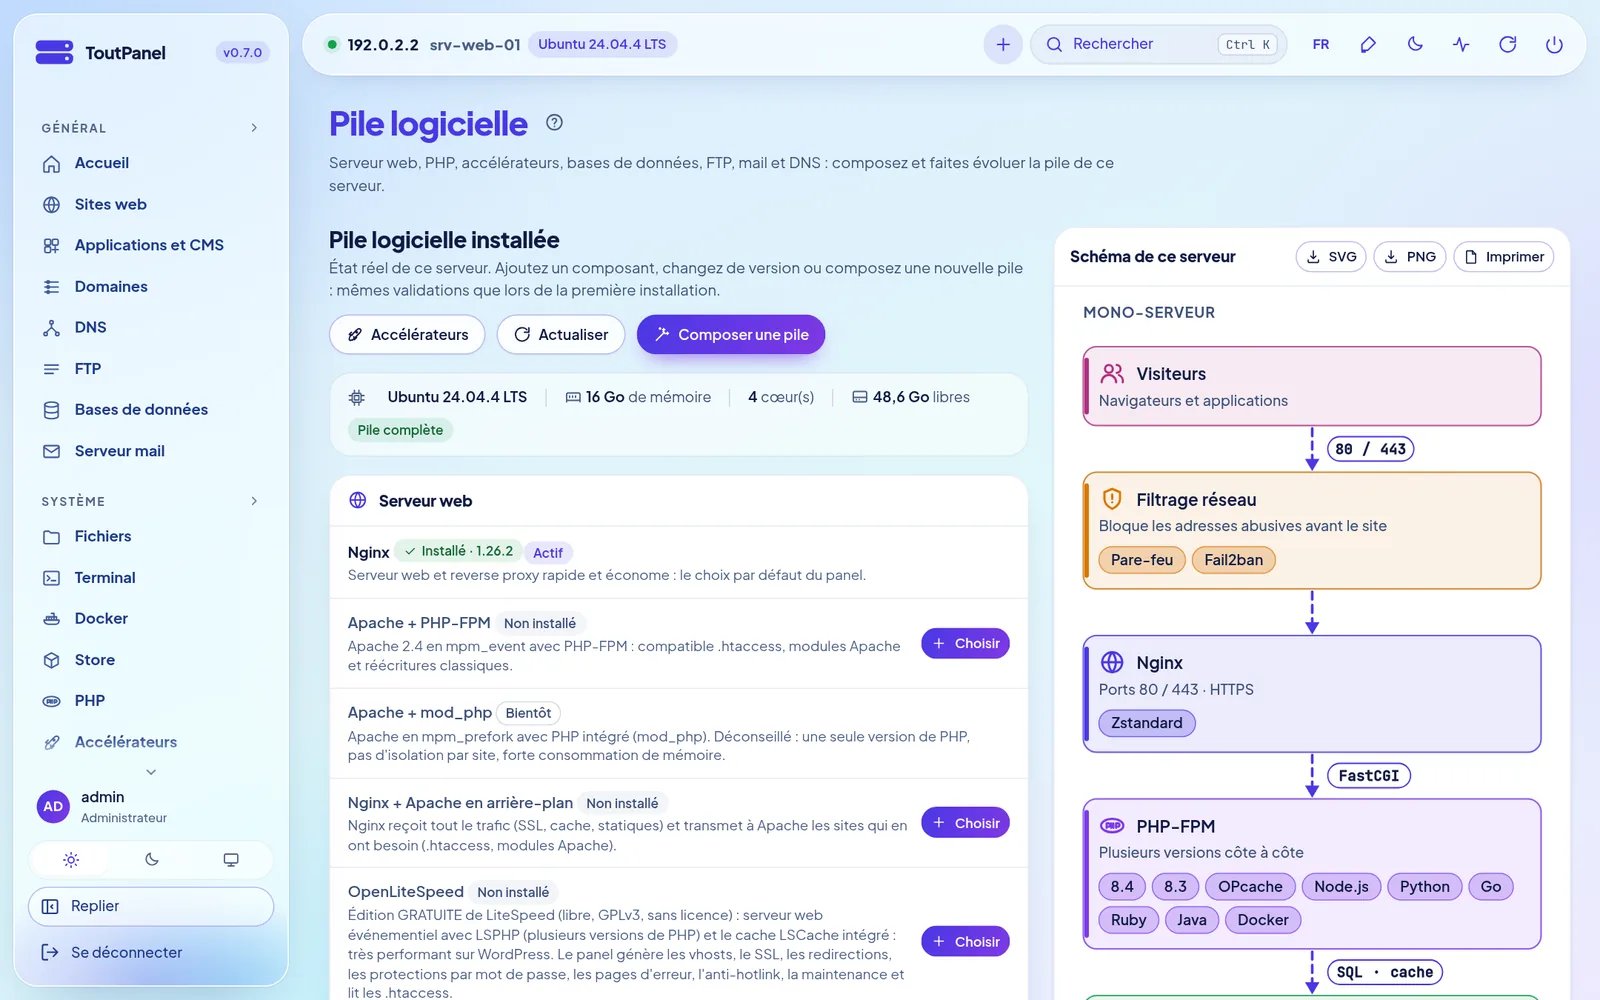 ToutPanel
v0.7.0
GÉNÉRAL
Accueil
Sites web
Applications et CMS
Domaines
DNS
FTP
Bases de données
Serveur mail
SYSTÈME
Fichiers
Terminal
Docker
Store
PHP
Accélérateurs
AD
admin
Administrateur
Replier
Se déconnecter
192.0.2.2 srv-web-01 Ubuntu 24.04.4 LTS
Rechercher
Ctrl K
FR
Pile logicielle
Serveur web, PHP, accélérateurs, bases de données, FTP, mail et DNS : composez et faites évoluer la pile de ce
serveur.
Pile logicielle installée
État réel de ce serveur. Ajoutez un composant, changez de version ou composez une nouvelle pile
: mêmes validations que lors de la première installation.
Accélérateurs
Actualiser
Composer une pile
Ubuntu 24.04.4 LTS
16 Go de mémoire
4 cœur(s)
48,6 Go libres
Pile complète
Serveur web
Nginx Installé · 1.26.2 Actif
Serveur web et reverse proxy rapide et économe : le choix par défaut du panel.
Apache + PHP-FPM Non installé
Apache 2.4 en mpm_event avec PHP-FPM : compatible .htaccess, modules Apache
et réécritures classiques.
Choisir
Apache + mod_php Bientôt
Apache en mpm_prefork avec PHP intégré (mod_php). Déconseillé : une seule version de PHP,
pas d'isolation par site, forte consommation de mémoire.
Nginx + Apache en arrière-plan Non installé
Nginx reçoit tout le trafic (SSL, cache, statiques) et transmet à Apache les sites qui en
ont besoin (.htaccess, modules Apache).
Choisir
OpenLiteSpeed Non installé
Édition GRATUITE de LiteSpeed (libre, GPLv3, sans licence) : serveur web
événementiel avec LSPHP (plusieurs versions de PHP) et le cache LSCache intégré :
très performant sur WordPress. Le panel génère les vhosts, le SSL, les redirections,
les protections par mot de passe, les pages d'erreur, l'anti-hotlink, la maintenance et
lit les .htaccess.
Choisir
Schéma de ce serveur
SVG
PNG
Imprimer
MONO-SERVEUR
Visiteurs
Navigateurs et applications
80 / 443
Filtrage réseau
Bloque les adresses abusives avant le site
Pare-feu
Fail2ban
Nginx
Ports 80 / 443 · HTTPS
Zstandard
FastCGI
PHP
PHP-FPM
Plusieurs versions côte à côte
8.4 8.3 OPcache Node.js Python Go
Ruby Java Docker
SQL · cache